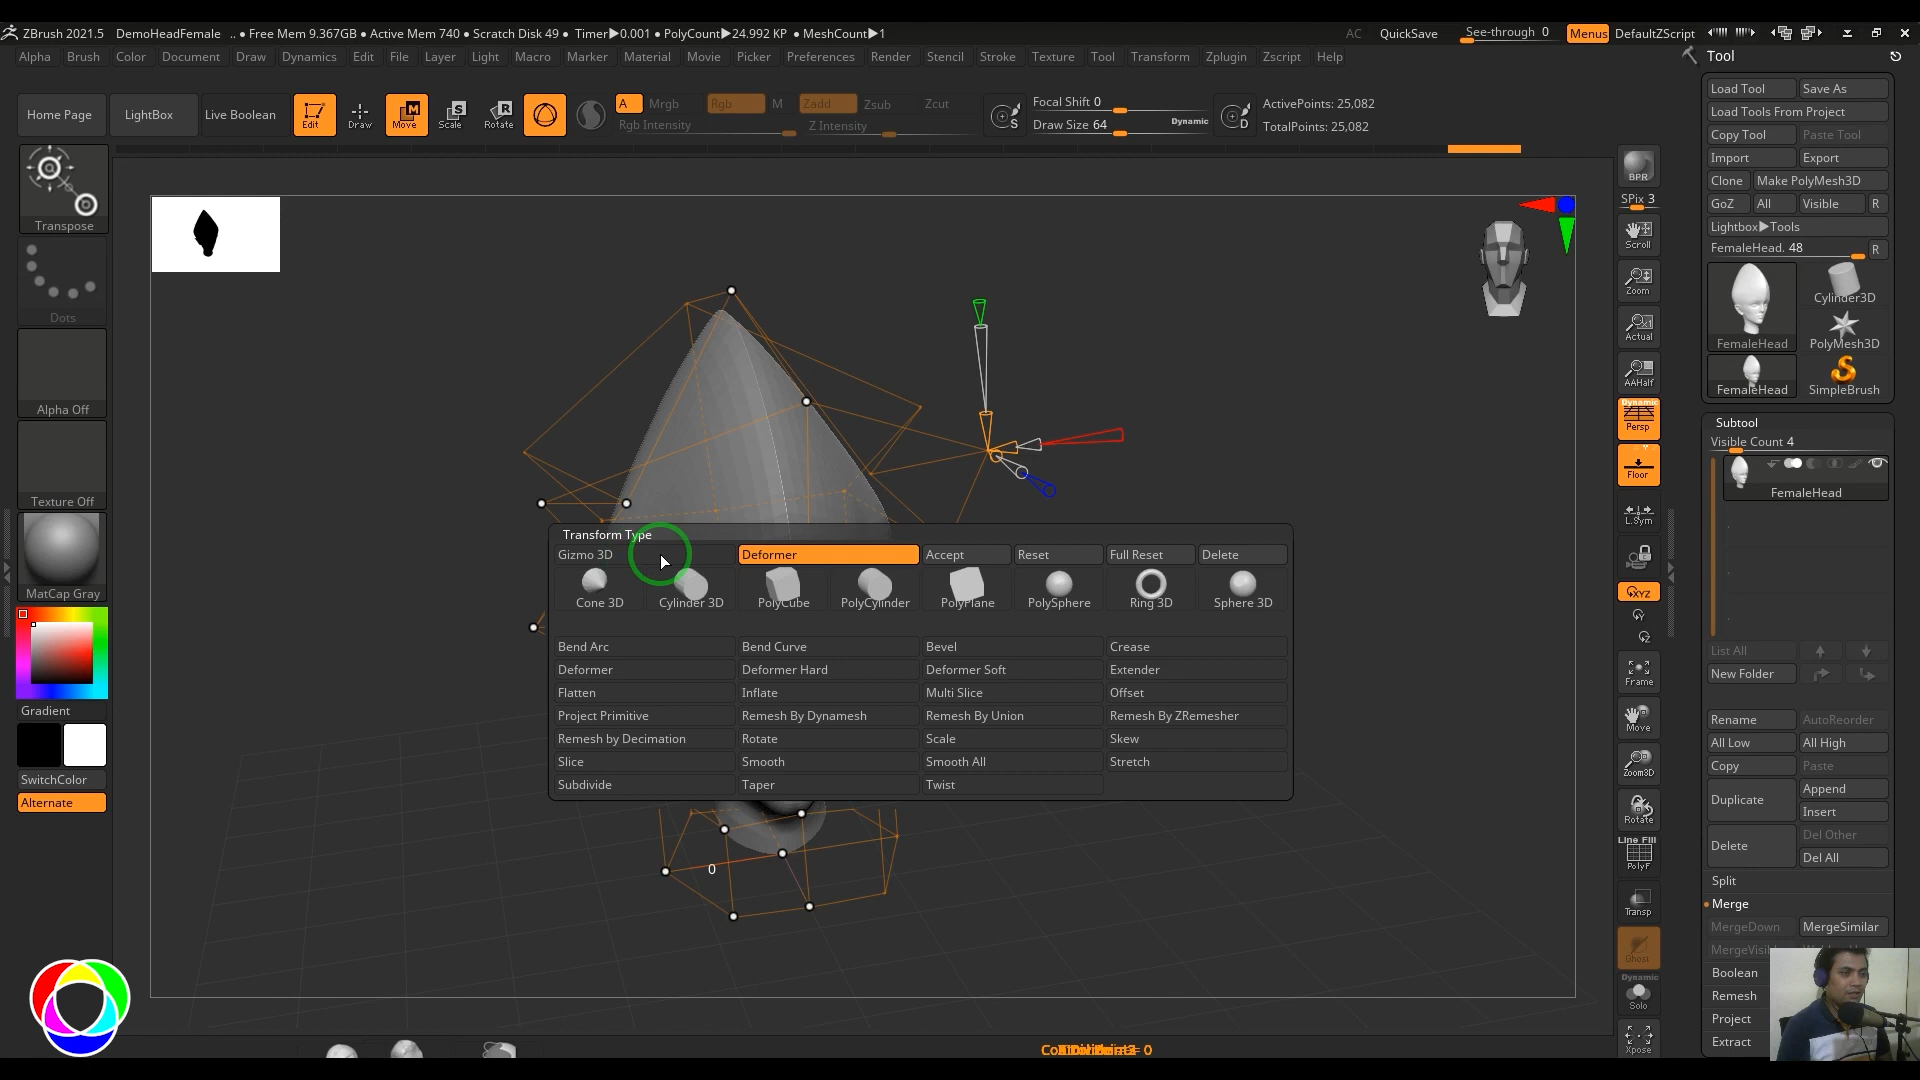 ZBrush 2021.5 DemoHeadFemale .. • Free Mem 9.367GB • Active Mem 740 • Scratch Disk 49 • Timer▶0.001 • PolyCount▶24.992 KP • MeshCount▶1 AC QuickSave See-through 0 Menus DefaultZScript
Alpha Brush Color Document Draw Dynamics Edit File Layer Light Macro Marker Material Movie Picker Preferences Render Stencil Stroke Texture Tool Transform Zplugin Zscript Help
Home Page LightBox Live Boolean Edit Draw Move Scale Rotate
M S R
A Mrgb Rgb M Zadd Zsub Zcut
Rgb Intensity Z Intensity
S Focal Shift 0
Draw Size 64 Dynamic D
ActivePoints: 25,082
TotalPoints: 25,082
Transpose
Dots
Alpha Off
Texture Off
MatCap Gray
Gradient
SwitchColor
Alternate
Transform Type
Gizmo 3D Deformer Accept Reset Full Reset Delete
Cone 3D Cylinder 3D PolyCube PolyCylinder PolyPlane PolySphere Ring 3D Sphere 3D
Bend Arc Bend Curve Bevel Crease
Deformer Deformer Hard Deformer Soft Extender
Flatten Inflate Multi Slice Offset
Project Primitive Remesh By Dynamesh Remesh By Union Remesh By ZRemesher
Remesh by Decimation Rotate Scale Skew
Slice Smooth Smooth All Stretch
Subdivide Taper Twist
0
BPR
SPix 3
Scroll
Zoom
Actual
AAHalf
Dynamic
Persp
Floor
L.Sym
XYZ
Y
Z
Frame
Move
Zoom3D
Rotate
Line Fill
PolyF
Transp
Ghost
Dynamic
Solo
Xpose
Tool
Load Tool Save As
Load Tools From Project
Copy Tool Paste Tool
Import Export
Clone Make PolyMesh3D
GoZ All Visible R
Lightbox▶Tools
FemaleHead. 48 R
FemaleHead Cylinder3D
PolyMesh3D
FemaleHead SimpleBrush
Subtool
Visible Count 4
FemaleHead
List All
New Folder
Rename AutoReorder
All Low All High
Copy Paste
Duplicate Append
Insert
Delete Del Other
Del All
Split
Merge
MergeDown MergeSimilar
Boolean
Remesh
Project
Extract